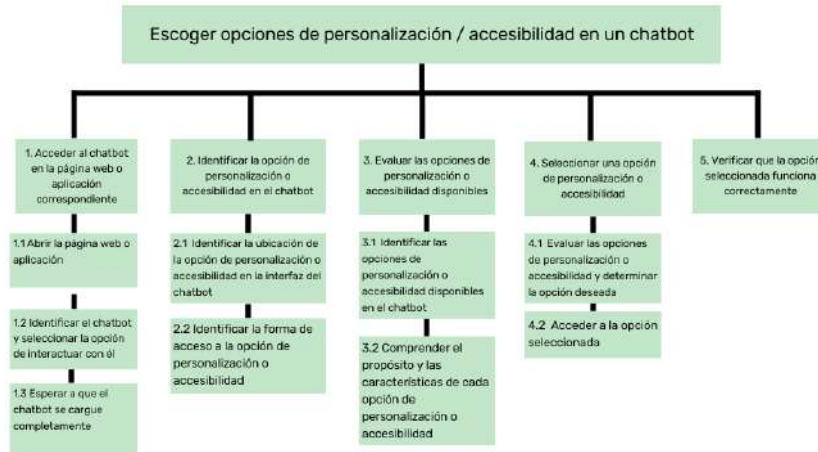 Escoger opciones de personalización / accesibilidad en un chatbot
1. Acceder al chatbot
en la página web o
aplicación
correspondiente
1.1 Abrir la página web o
aplicación
1.2 Identificar el chatbot
y seleccionar la opción
de interactuar con él
1.3 Esperar a que el
chatbot se cargue
completamente
2. Identificar la opción de
personalización o
accesibilidad en el chatbot
2.1 Identificar la ubicación de
la opción de personalización o
accesibilidad en la interfaz del
chatbot
2.2 Identificar la forma de
acceso a la opción de
personalización o
accesibilidad
3. Evaluar las opciones de
personalización o
accesibilidad disponibles
3.1 Identificar las
opciones de
personalización o
accesibilidad disponibles
en el chatbot
3.2 Comprender el
propósito y las
características de cada
opción de
personalización o
accesibilidad
4. Seleccionar una opción
de personalización o
accesibilidad
4.1 Evaluar las opciones
de personalización o
accesibilidad y determinar
la opción deseada
4.2 Acceder a la opción
seleccionada
5. Verificar que la opción
seleccionada funciona
correctamente